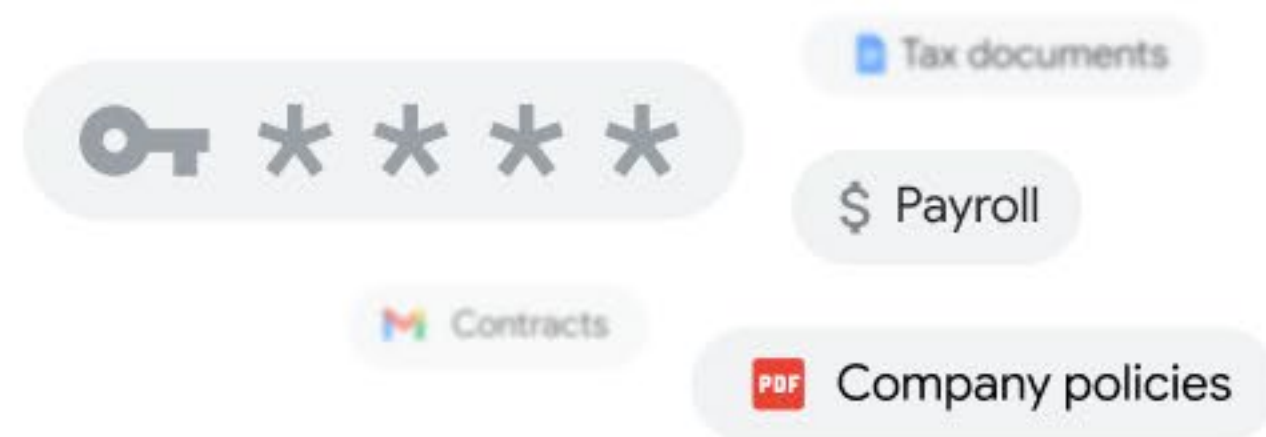 Tax documents
* * * *
$ Payroll
Contracts
PDF Company policies